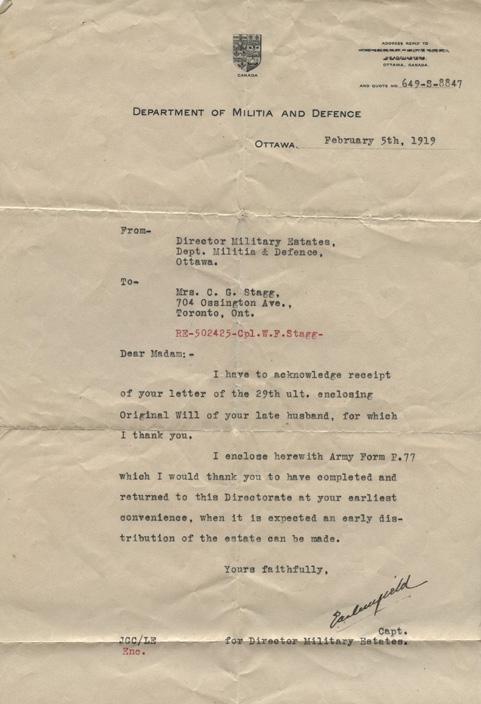 CANADA
ADDRESS REPLY TO
OTTAWA, CANADA
AND QUOTE NO. 649-S-8847
DEPARTMENT OF MILITIA AND DEFENCE
OTTAWA, February 5th, 1919
From-
Director Military Estates,
Dept. Militia & Defence,
Ottawa.
To-
Mrs. C. G. Stagg,
704 Ossington Ave.,
Toronto, Ont.
RE-502425-Cpl.W.F.Stagg-
Dear Madam:-
I have to acknowledge receipt
of your letter of the 29th ult. enclosing
Original Will of your late husband, for which
I thank you.
I enclose herewith Army Form P.77
which I would thank you to have completed and
returned to this Directorate at your earliest
convenience, when it is expected an early dis-
tribution of the estate can be made.
Yours faithfully,
Capt.
JGC/LE for Director Military Estates.
Enc.